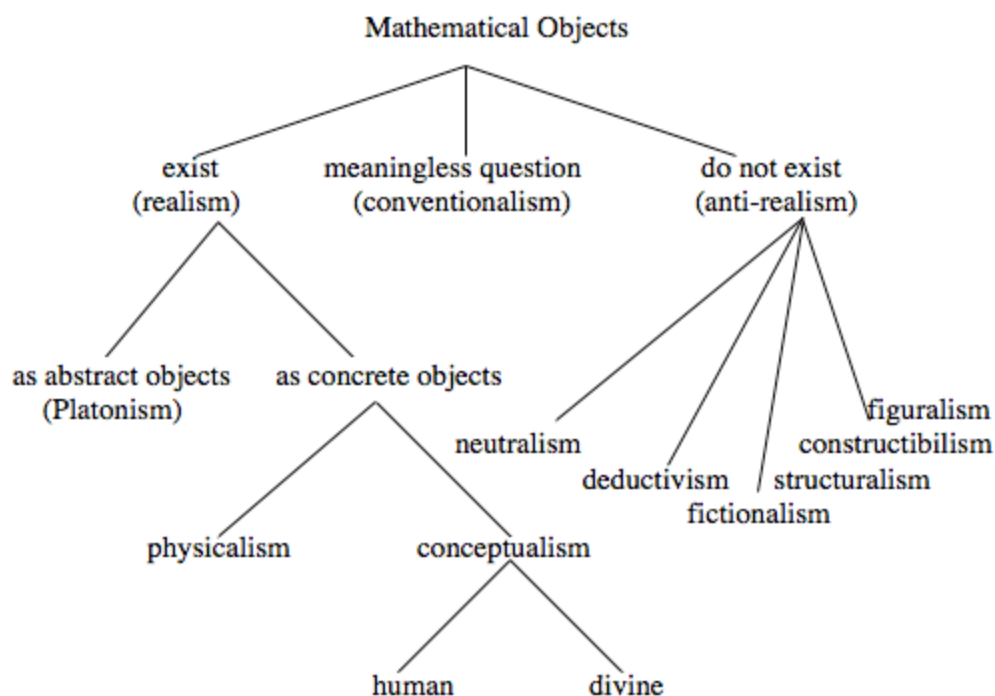 Mathematical Objects
exist
(realism)
meaningless question
(conventionalism)
do not exist
(anti-realism)
as abstract objects
(Platonism)
as concrete objects
neutralism
deductivism
fictionalism
structuralism
constructibilism
figuralism
physicalism
conceptualism
human
divine